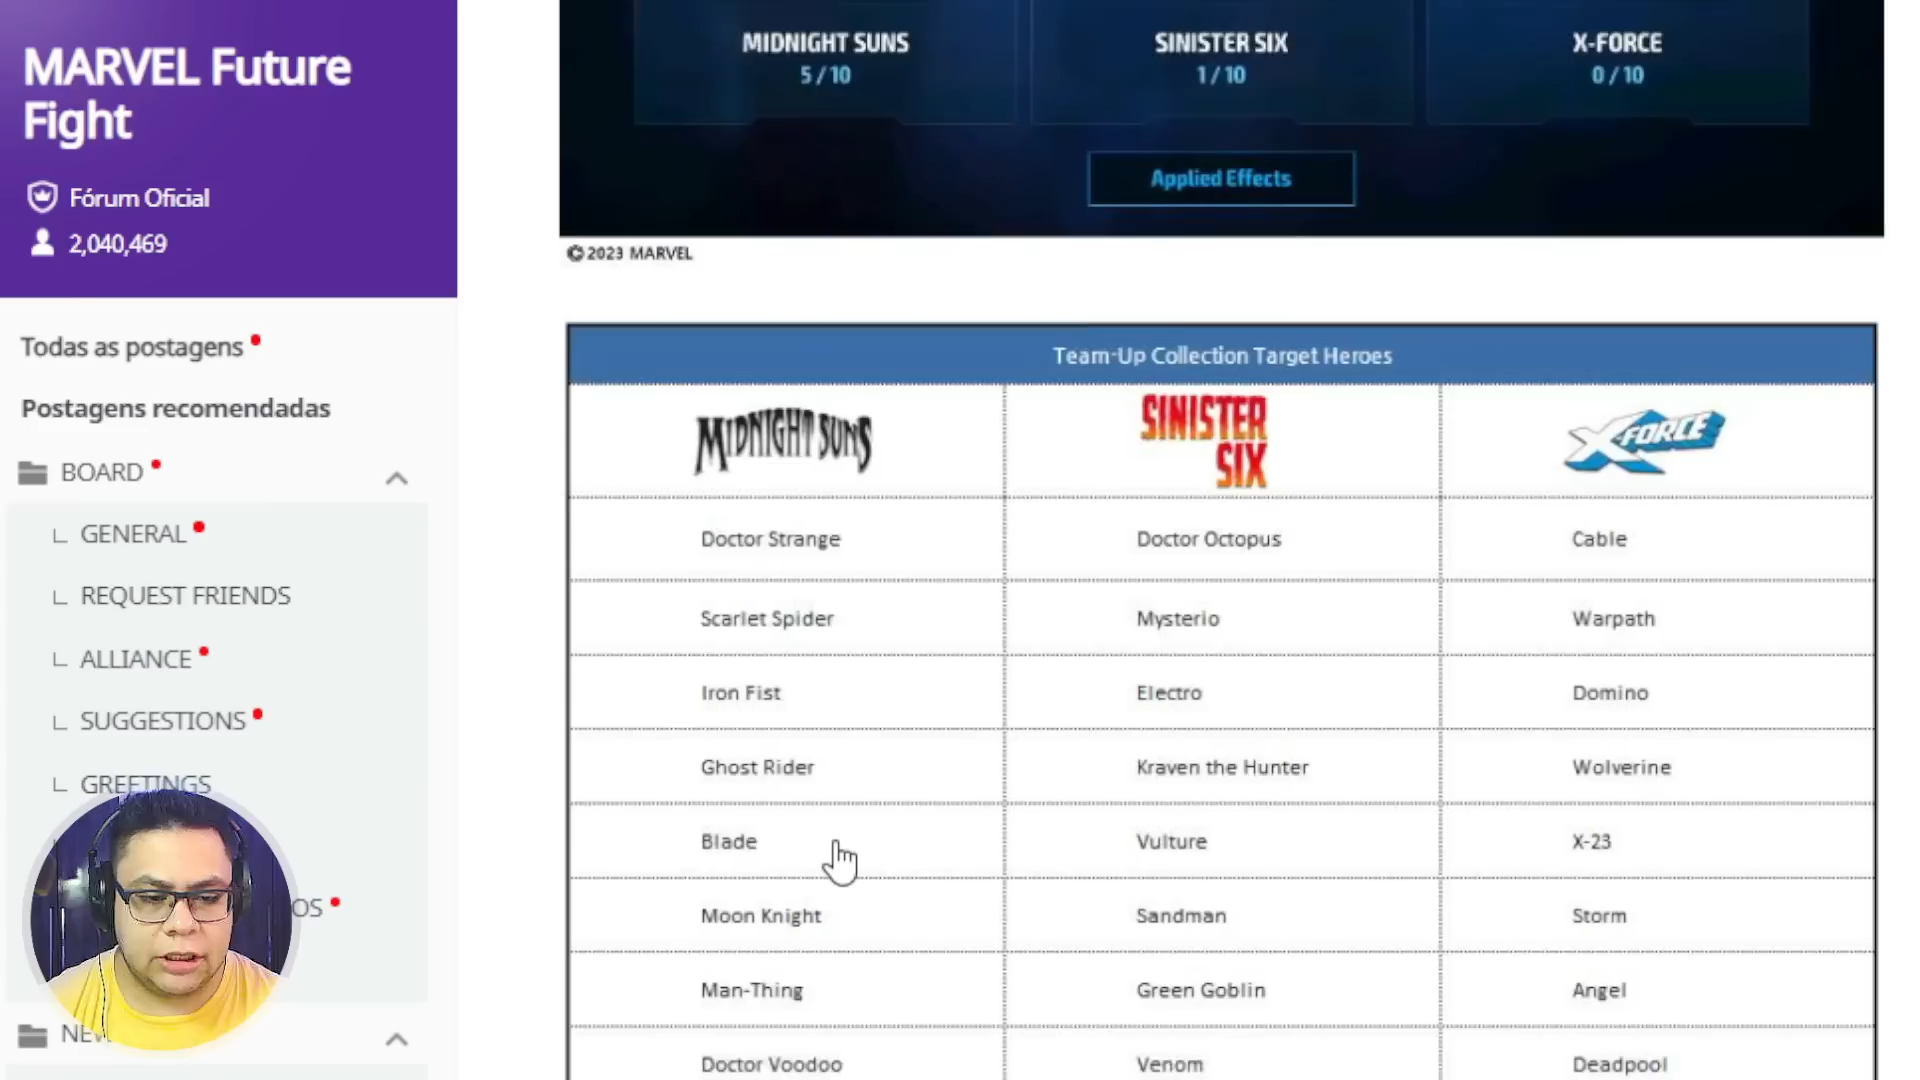 MARVEL Future
Fight
Fórum Oficial
2,040,469
Todas as postagens
Postagens recomendadas
BOARD
GENERAL
REQUEST FRIENDS
ALLIANCE
SUGGESTIONS
GREETINGS
MIDNIGHT SUNS
5 / 10
SINISTER SIX
1 / 10
X-FORCE
0 / 10
Applied Effects
©2023 MARVEL
Team-Up Collection Target Heroes
MIDNIGHT SUNS
SINISTER
SIX
X-FORCE
Doctor Strange
Doctor Octopus
Cable
Scarlet Spider
Mysterio
Warpath
Iron Fist
Electro
Domino
Ghost Rider
Kraven the Hunter
Wolverine
Blade
Vulture
X-23
Moon Knight
Sandman
Storm
Man-Thing
Green Goblin
Angel
Doctor Voodoo
Venom
Deadpool